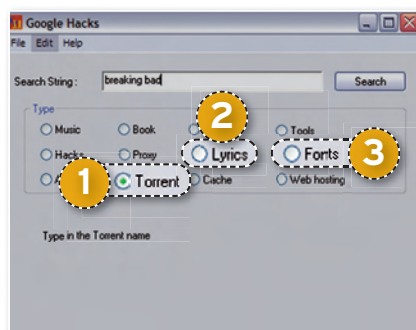 Google Hacks
File Edit Help
Search String : breaking bad Search
Type
2
Music Book Tools
Hacks Proxy Lyrics Fonts 3
1 Torrent Cache Web hosting
Type in the Torrent name